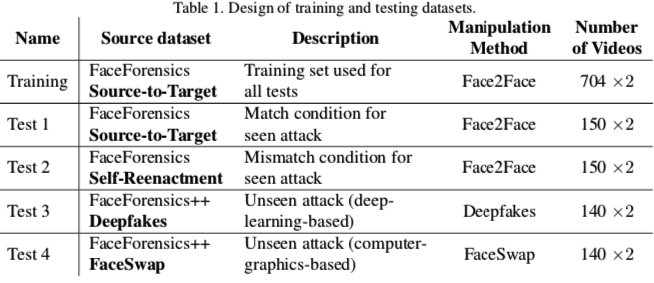 Table 1. Design of training and testing datasets.
Name Source dataset Description Manipulation Method Number of Videos
Training FaceForensics Source-to-Target Training set used for all tests Face2Face 704 ×2
Test 1 FaceForensics Source-to-Target Match condition for seen attack Face2Face 150 ×2
Test 2 FaceForensics Self-Reenactment Mismatch condition for seen attack Face2Face 150 ×2
Test 3 FaceForensics++ Deepfakes Unseen attack (deep-learning-based) Deepfakes 140 ×2
Test 4 FaceForensics++ FaceSwap Unseen attack (computer-graphics-based) FaceSwap 140 ×2